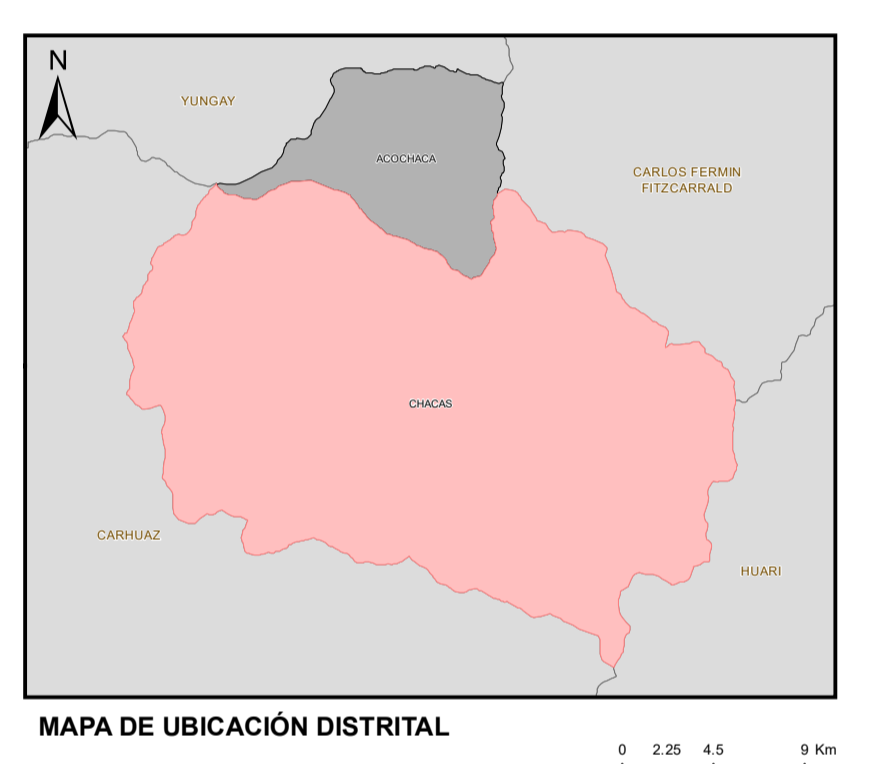 N
YUNGAY
ACOCHACA
CARLOS FERMIN
FITZCARRALD
CHACAS
CARHUAZ
HUARI
MAPA DE UBICACIÓN DISTRITAL
0 2.25 4.5 9 Km